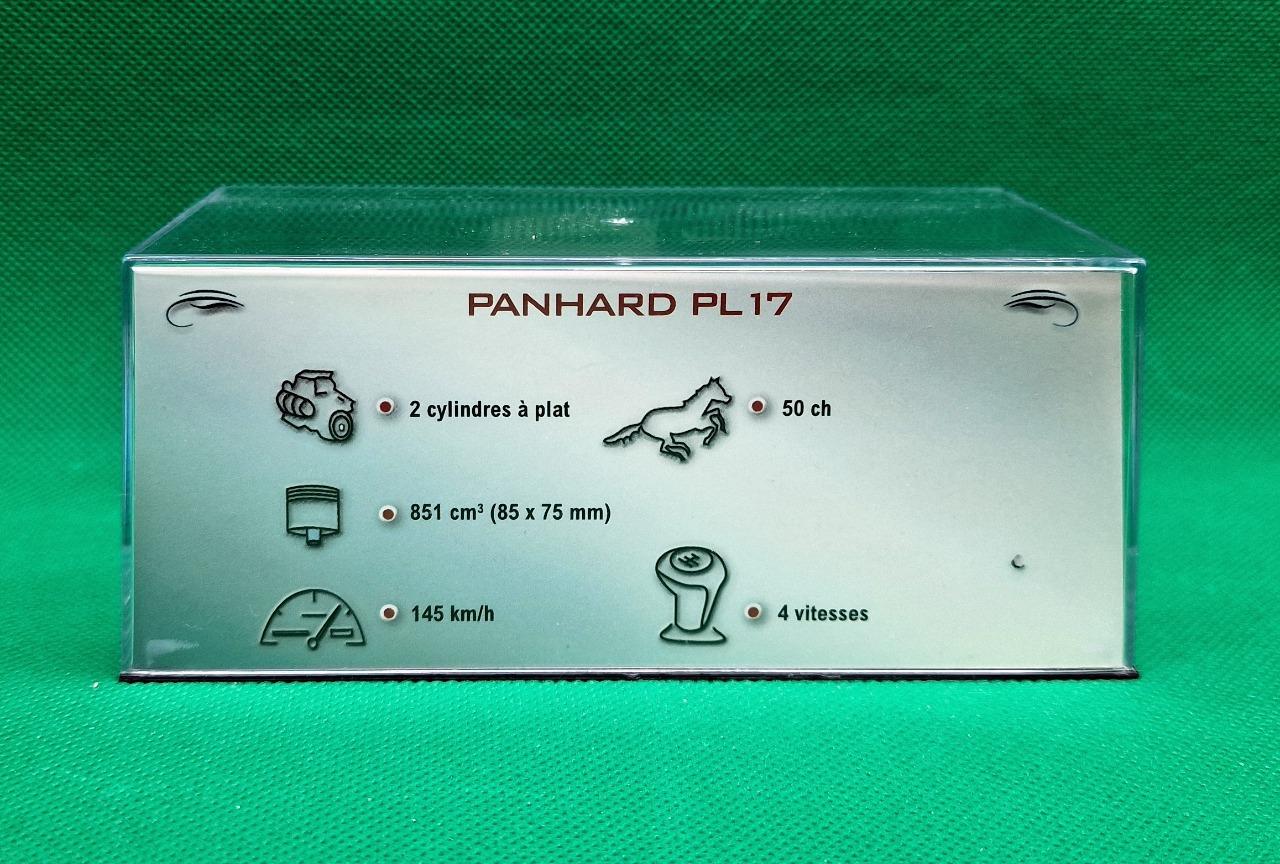 PANHARD PL17
2 cylindres à plat
50 ch
851 cm³ (85 x 75 mm)
145 km/h
4 vitesses